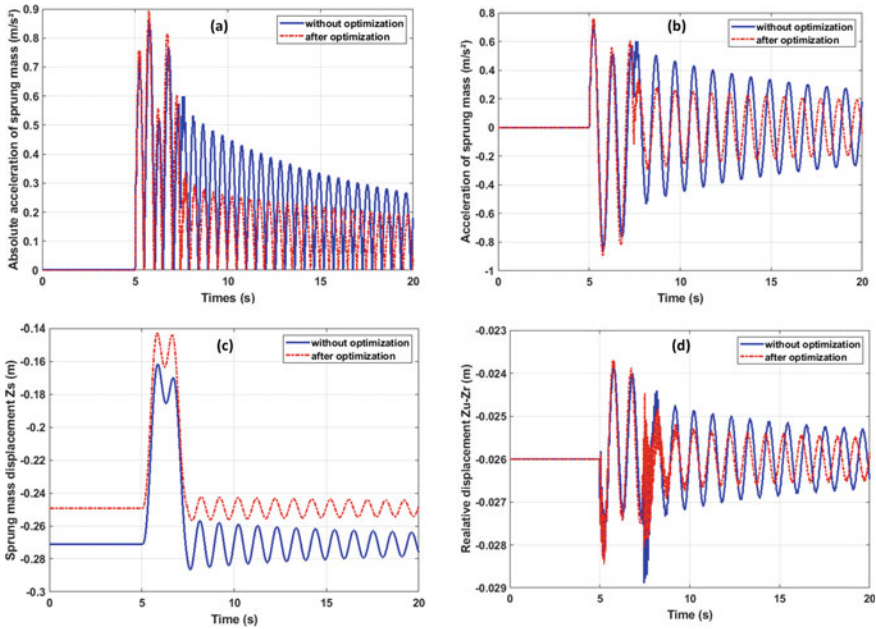 (a)
without optimization
after optimization
Absolute acceleration of sprung mass (m/s²)
0.9
0.8
0.7
0.6
0.5
0.4
0.3
0.2
0.1
0
0 5 10 15 20
Times (s)
(b)
without optimization
after optimization
Acceleration of sprung mass (m/s²)
0.8
0.6
0.4
0.2
0
-0.2
-0.4
-0.6
-0.8
-1
0 5 10 15 20
Time (s)
(c)
without optimization
after optimization
Sprung mass displacement Zs (m)
-0.14
-0.16
-0.18
-0.2
-0.22
-0.24
-0.26
-0.28
-0.3
0 5 10 15 20
Time (s)
(d)
without optimization
after optimization
Realative displacement Zu-Zr (m)
-0.023
-0.024
-0.025
-0.026
-0.027
-0.028
-0.029
0 5 10 15 20
Time (s)